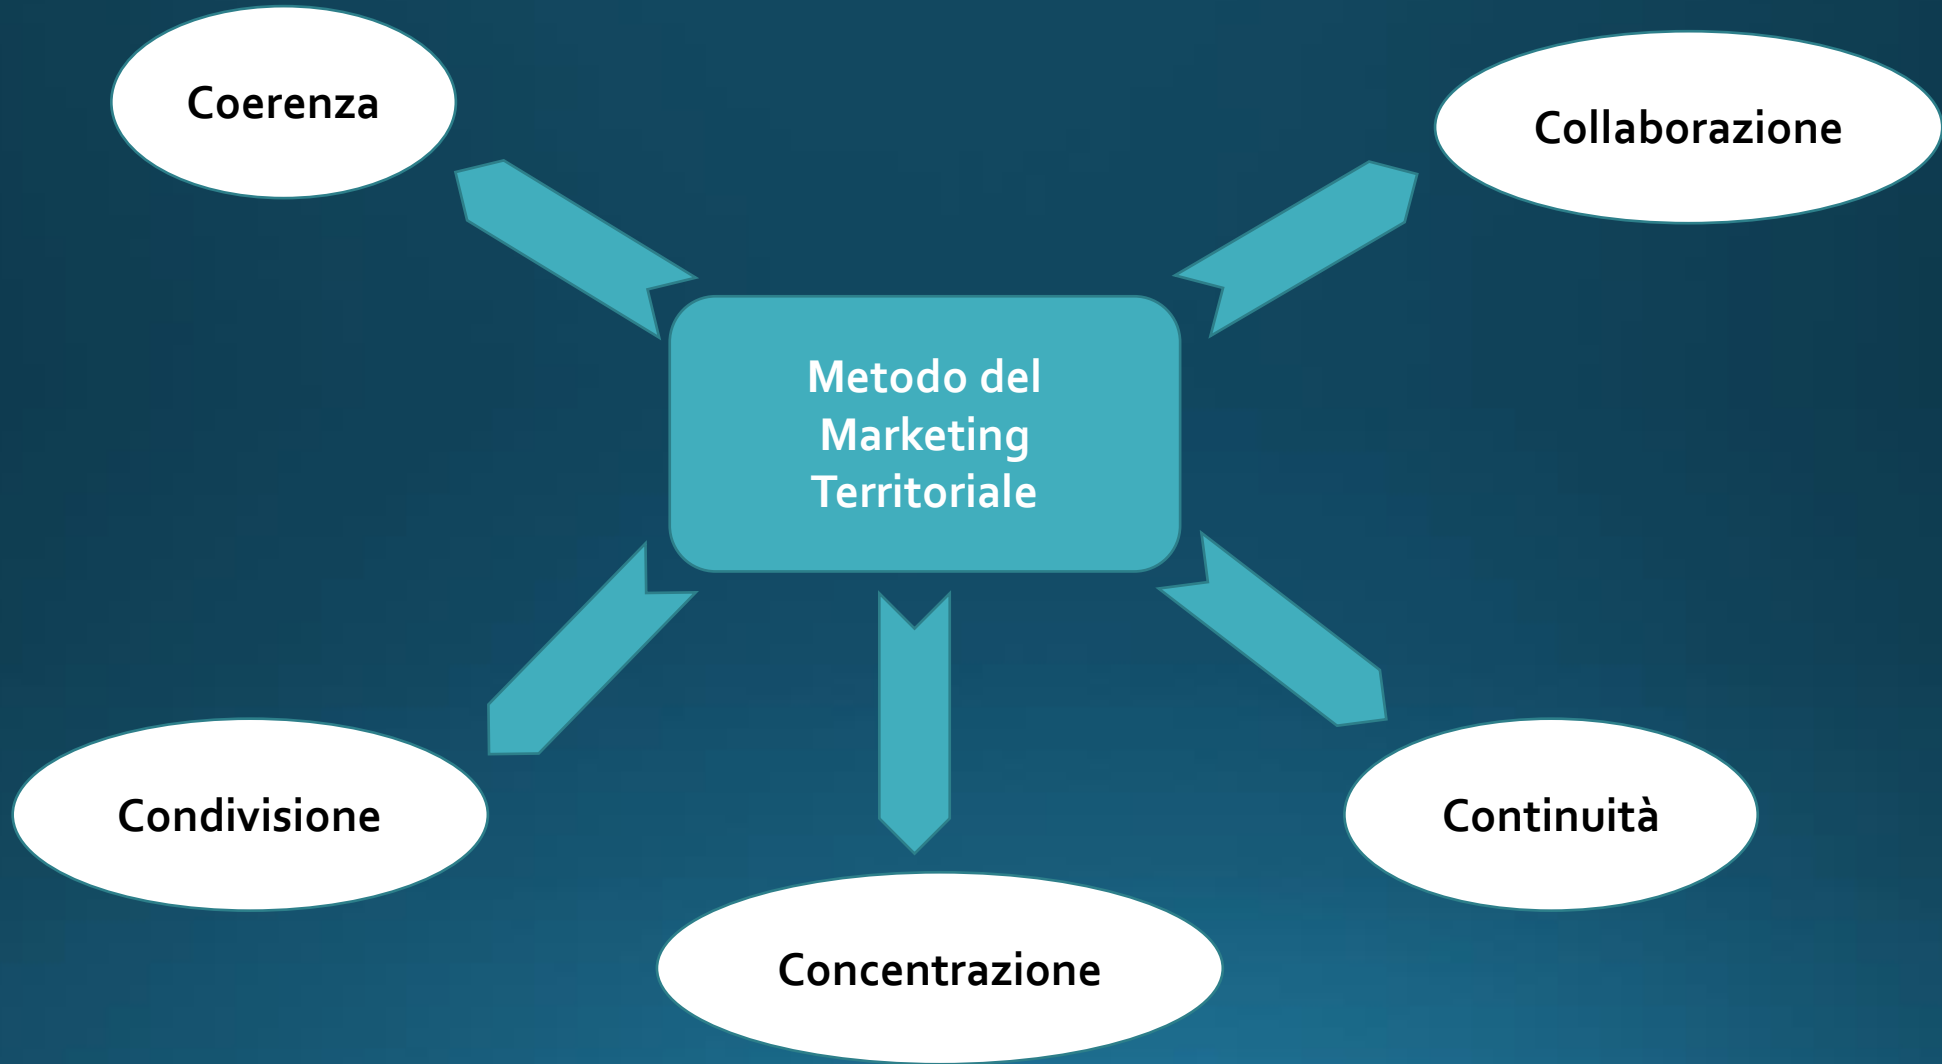 Coerenza
Collaborazione
Metodo del
Marketing
Territoriale
Condivisione
Continuità
Concentrazione